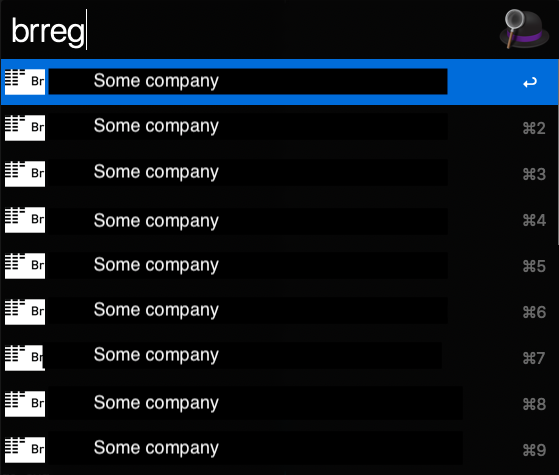 brreg
Br Some company ↩
Br Some company ⌘2
Br Some company ⌘3
Br Some company ⌘4
Br Some company ⌘5
Br Some company ⌘6
Br Some company ⌘7
Br Some company ⌘8
Br Some company ⌘9